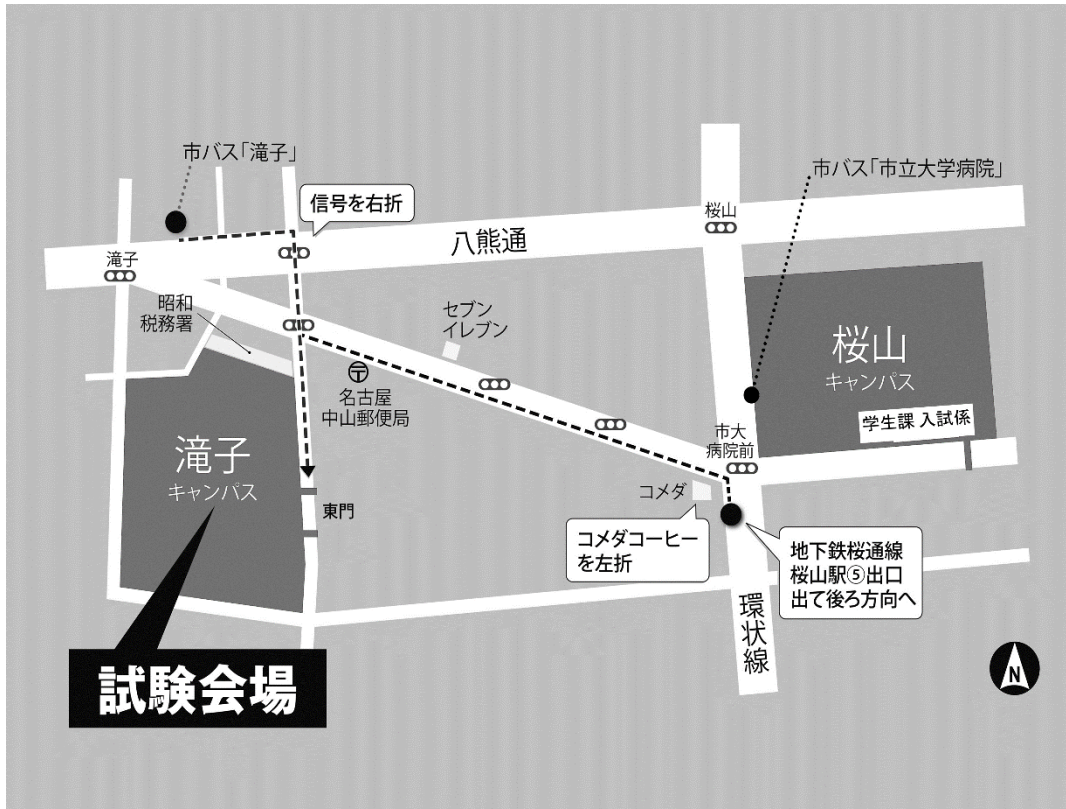 市バス「滝子」
信号を右折
市バス「市立大学病院」
桜山
八熊通
滝子
昭和
税務署
セブン
イレブン
桜山
キャンパス
〒
名古屋
中山郵便局
学生課 入試係
市大
病院前
滝子
キャンパス
コメダ
東門
コメダコーヒー
を左折
地下鉄桜通線
桜山駅⑤出口
出て後ろ方向へ
環状線
試験会場
N